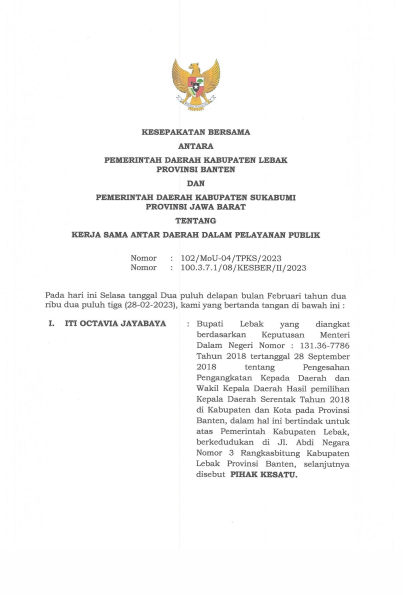 KESEPAKATAN BERSAMA
ANTARA
PEMERINTAH DAERAH KABUPATEN LEBAK
PROVINSI BANTEN
DAN
PEMERINTAH DAERAH KABUPATEN SUKABUMI
PROVINSI JAWA BARAT
TENTANG
KERJA SAMA ANTAR DAERAH DALAM PELAYANAN PUBLIK
Nomor : 102/MoU-04/TPKS/2023
Nomor : 100.3.7.1/08/KESBER/II/2023
Pada hari ini Selasa tanggal Dua puluh delapan bulan Februari tahun dua
ribu dua puluh tiga (28-02-2023), kami yang bertanda tangan di bawah ini :
I. ITI OCTAVIA JAYABAYA : Bupati Lebak yang diangkat
berdasarkan Keputusan Menteri
Dalam Negeri Nomor : 131.36-7786
Tahun 2018 tertanggal 28 September
2018 tentang Pengesahan
Pengangkatan Kepada Daerah dan
Wakil Kepala Daerah Hasil pemilihan
Kepala Daerah Serentak Tahun 2018
di Kabupaten dan Kota pada Provinsi
Banten, dalam hal ini bertindak untuk
atas Pemerintah Kabupaten Lebak,
berkedudukan di Jl. Abdi Negara
Nomor 3 Rangkasbitung Kabupaten
Lebak Provinsi Banten, selanjutnya
disebut PIHAK KESATU.